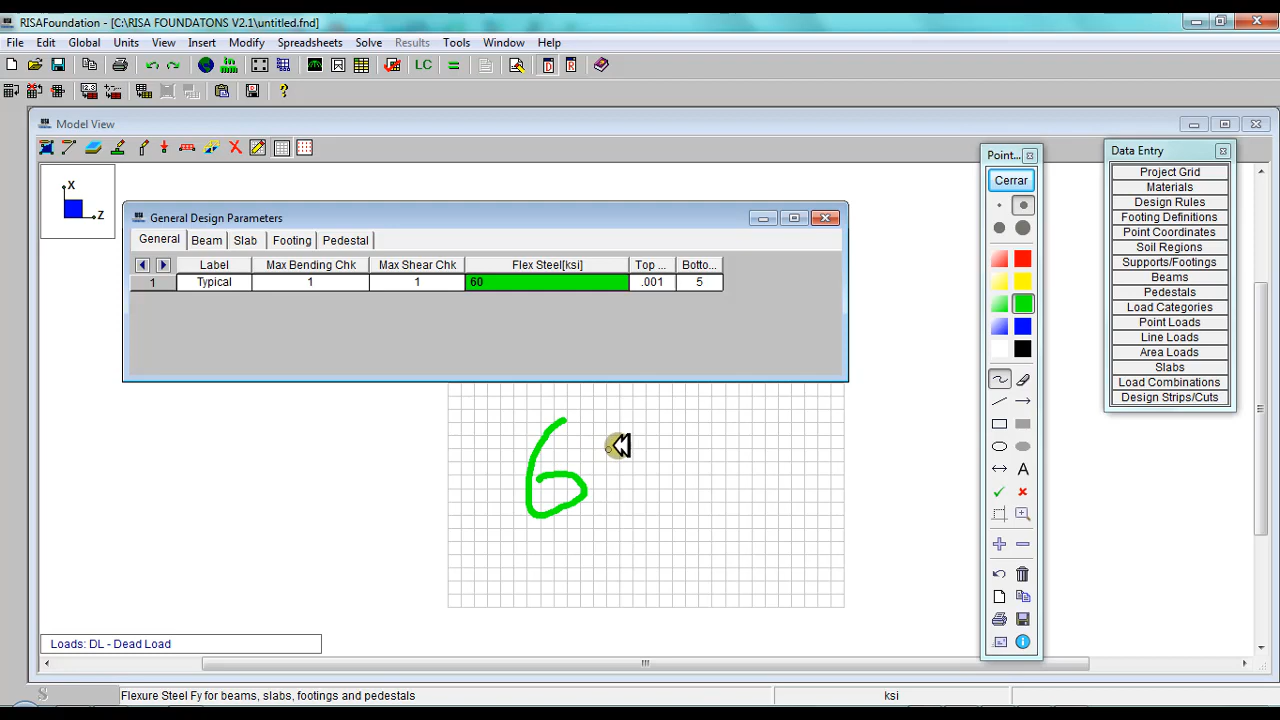 RISAFoundation - [C:\RISA FOUNDATONS V2.1\untitled.fnd]
File Edit Global Units View Insert Modify Spreadsheets Solve Results Tools Window Help
LC
D R
Model View
X
Z
General Design Parameters
General Beam Slab Footing Pedestal
Label Max Bending Chk Max Shear Chk Flex Steel[ksi] Top ... Botto...
1 Typical 1 1 60 .001 5
6
Loads: DL - Dead Load
Point...
Cerrar
A
Data Entry
Project Grid
Materials
Design Rules
Footing Definitions
Point Coordinates
Soil Regions
Supports/Footings
Beams
Pedestals
Load Categories
Point Loads
Line Loads
Area Loads
Slabs
Load Combinations
Design Strips/Cuts
S Flexure Steel Fy for beams, slabs, footings and pedestals ksi